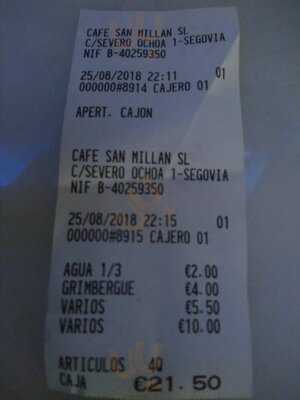 CAFE SAN MILLAN SL
C/SEVERO OCHOA 1-SEGOVIA
NIF B-40259350
25/08/2018 22:11 01
000000#8914 CAJERO 01
APERT. CAJON
CAFE SAN MILLAN SL
C/SEVERO OCHOA 1-SEGOVIA
NIF B-40259350
25/08/2018 22:15 01
000000#8915 CAJERO 01
AGUA 1/3 €2.00
GRIMBERGUE €4.00
VARIOS €5.50
VARIOS €10.00
ARTICULOS 4Q
CAJA €21.50